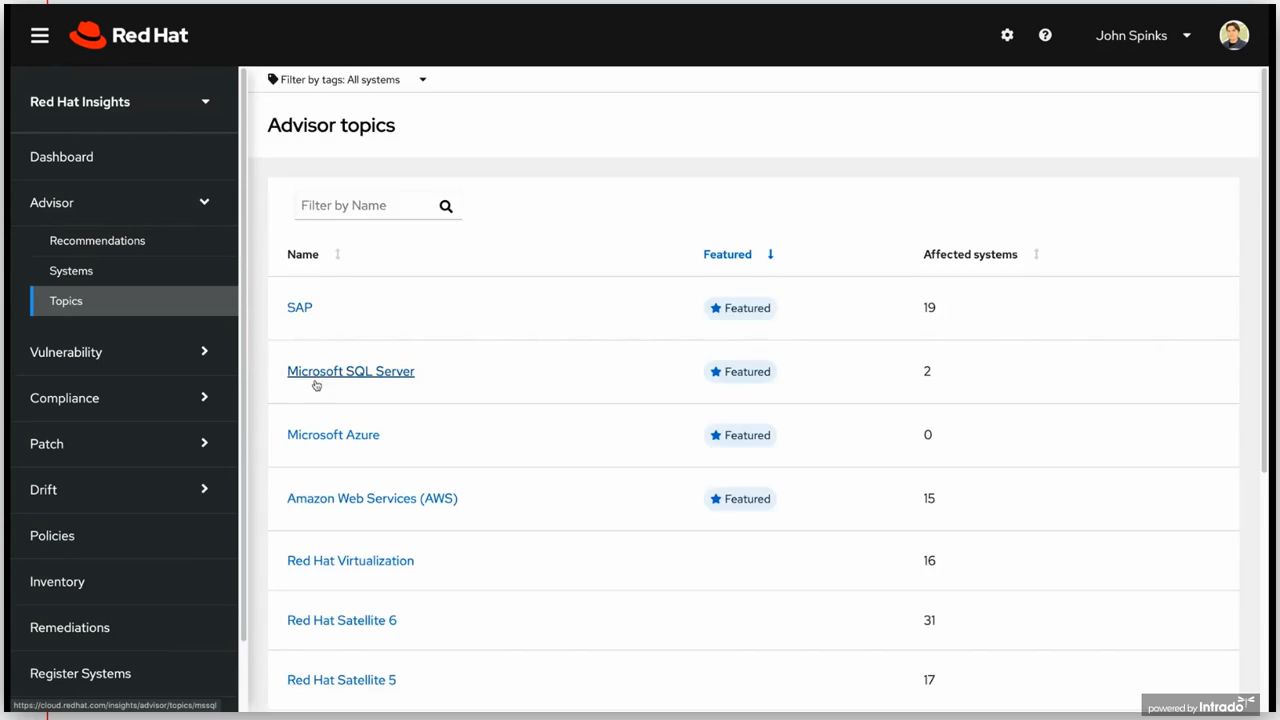 Red Hat
John Spinks
Red Hat Insights
Dashboard
Advisor
Recommendations
Systems
Topics
Vulnerability
Compliance
Patch
Drift
Policies
Inventory
Remediations
Register Systems
https://cloud.redhat.com/insights/advisor/topics/mssql
Filter by tags: All systems
Advisor topics
Filter by Name
Name Featured Affected systems
SAP Featured 19
Microsoft SQL Server Featured 2
Microsoft Azure Featured 0
Amazon Web Services (AWS) Featured 15
Red Hat Virtualization 16
Red Hat Satellite 6 31
Red Hat Satellite 5 17
powered by Intrado